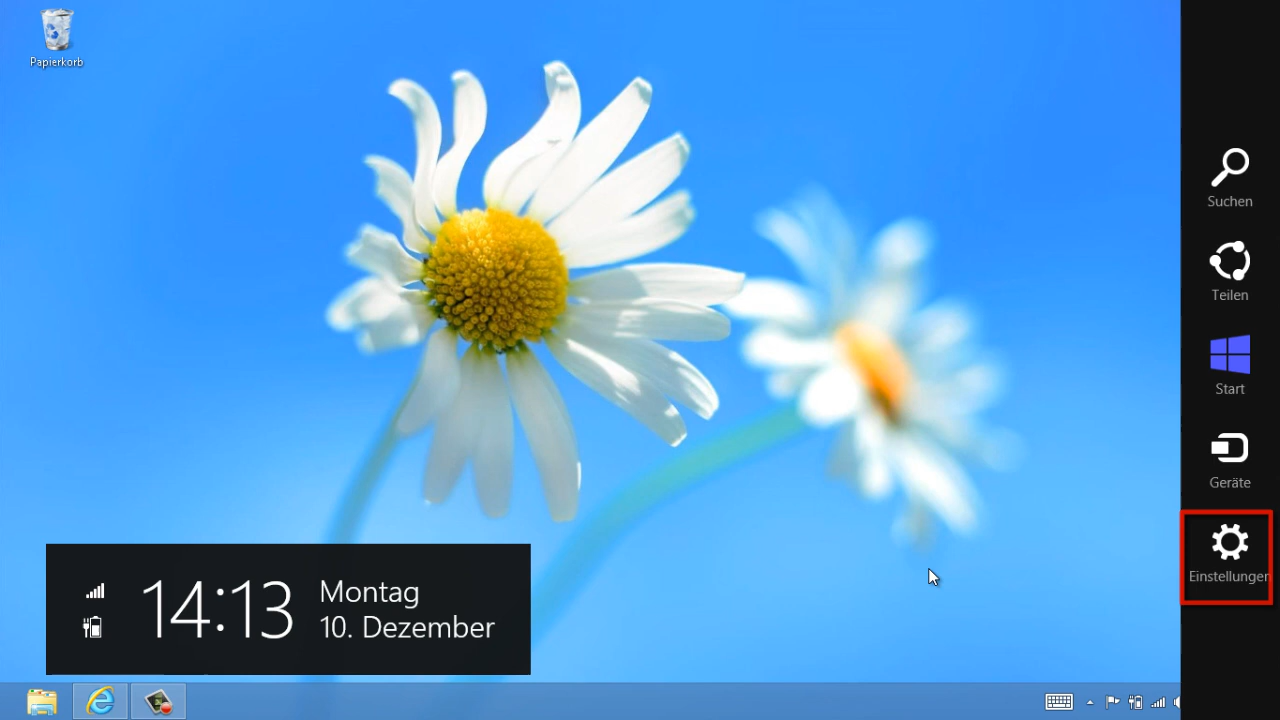 Papierkorb
Suchen
Teilen
Start
Geräte
Einstellungen
14:13
Montag
10. Dezember